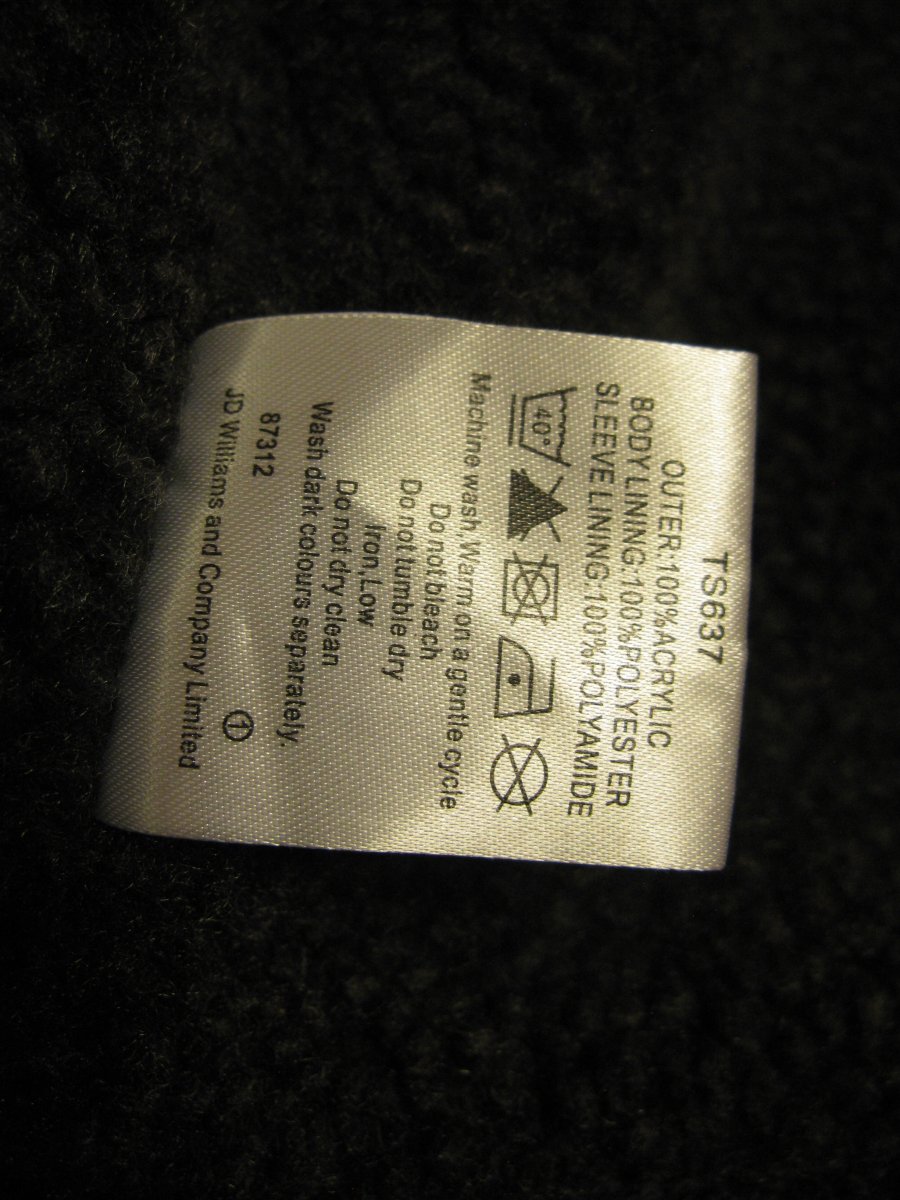 TS637
OUTER:100%ACRYLIC
BODY LINING:100%POLYESTER
SLEEVE LINING:100%POLYAMIDE
40°
Machine wash, Warm on a gentle cycle
Do not bleach
Do not tumble dry
Iron, Low
Do not dry clean
Wash dark colours separately.
87312 1
JD Williams and Company Limited